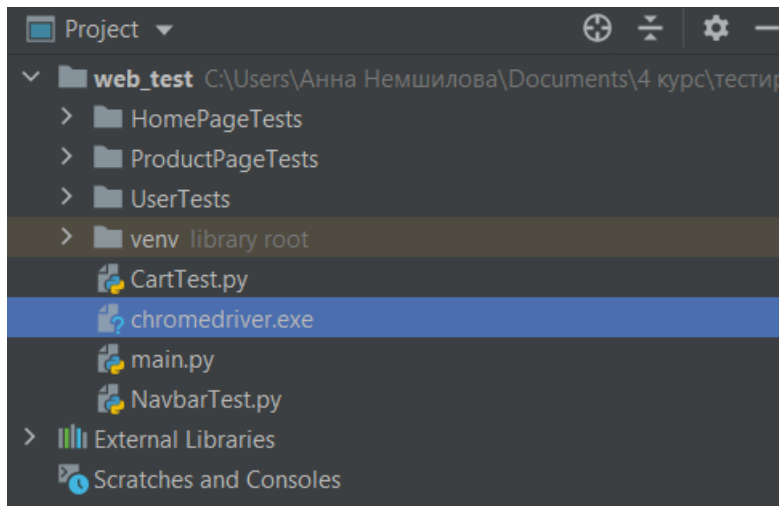 Project
web_test C:\Users\Анна Немшилова\Documents\4 курс\тестир
HomePageTests
ProductPageTests
UserTests
venv library root
CartTest.py
chromedriver.exe
main.py
NavbarTest.py
External Libraries
Scratches and Consoles